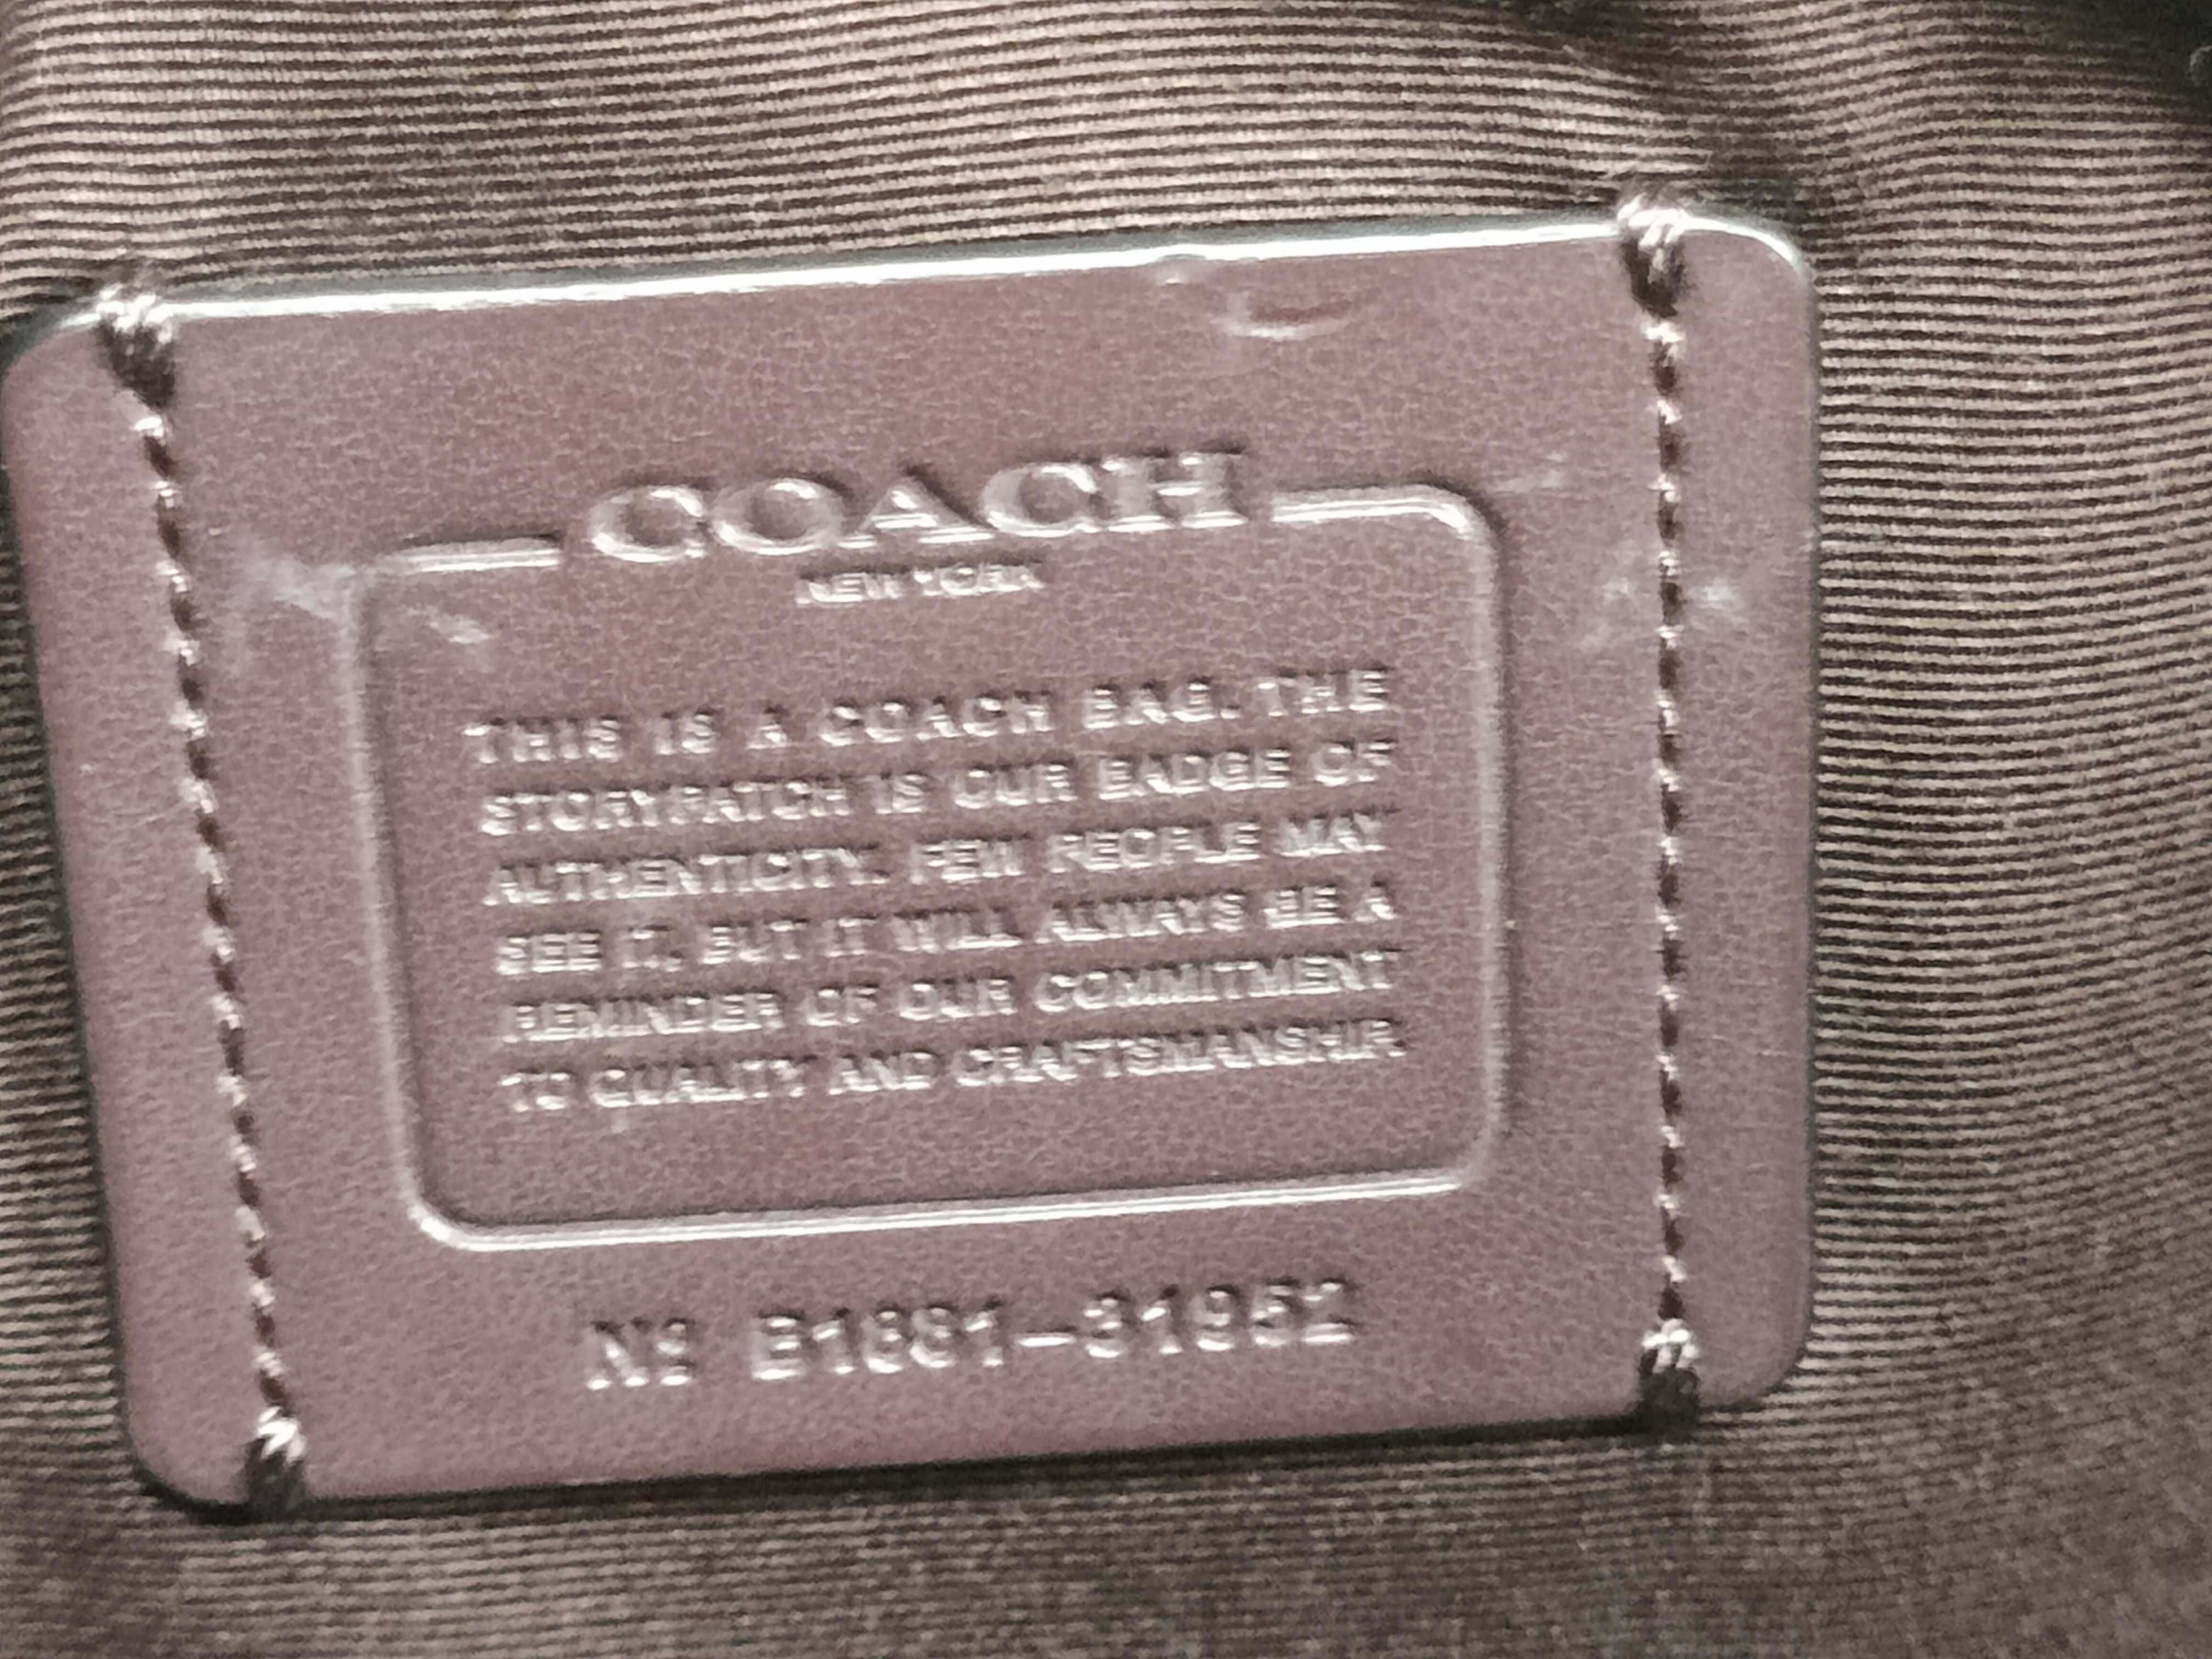 COACH
NEW YORK
THIS IS A COACH BAG. THE
STORYPATCH IS OUR BADGE OF
AUTHENTICITY. FEW PEOPLE MAY
SEE IT, BUT IT WILL ALWAYS BE A
REMINDER OF OUR COMMITMENT
TO QUALITY AND CRAFTSMANSHIP
Nº B1881-31952